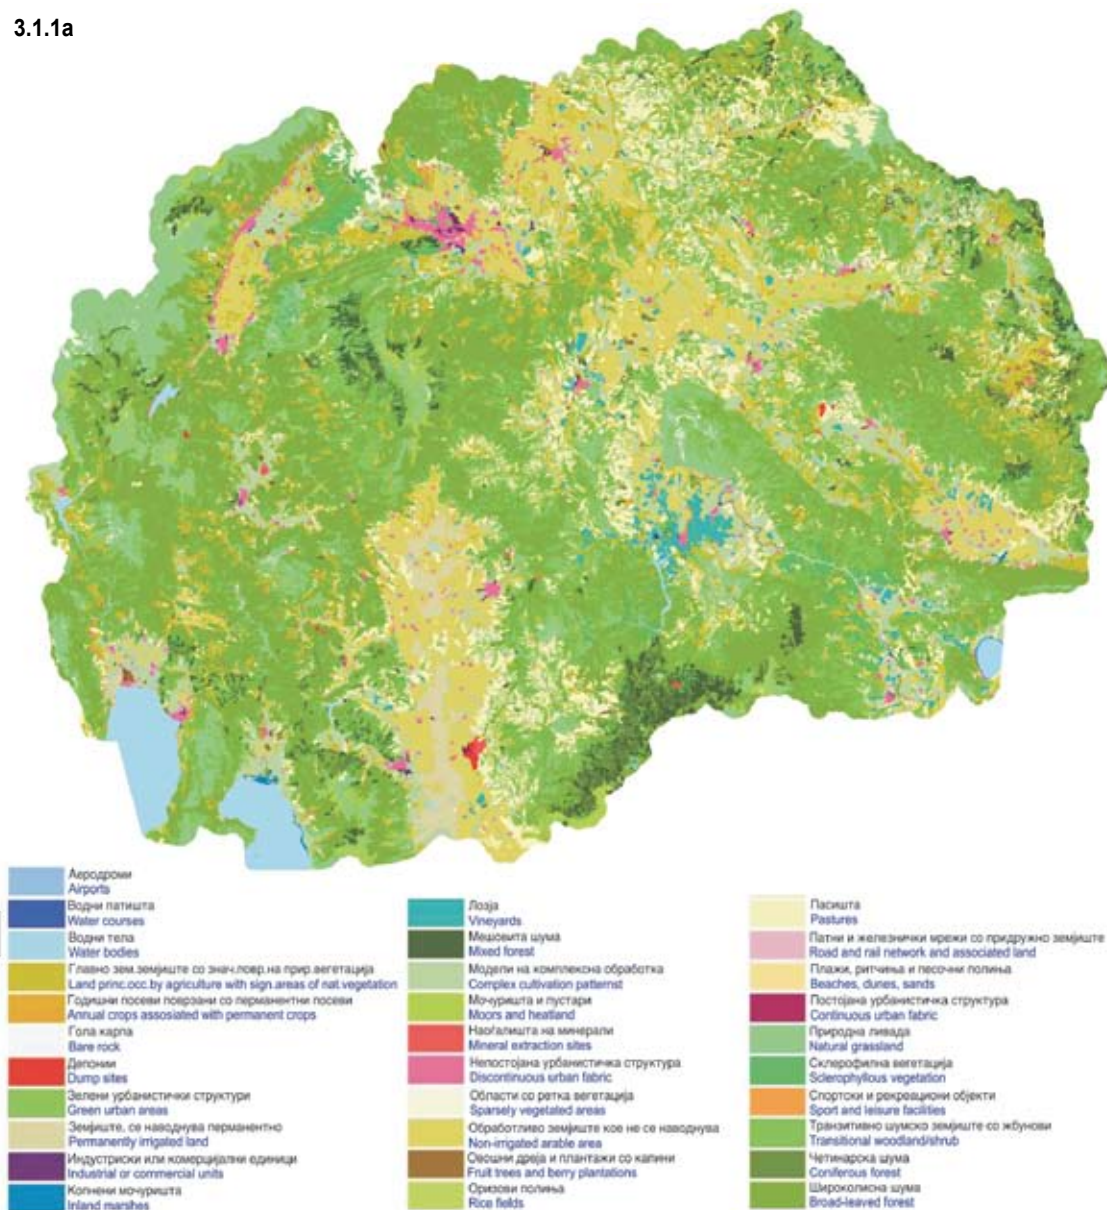 3.1.1a
Аеродроми
Airports
Водни патишта
Water courses
Водни тела
Water bodies
Главно зем.земјиште со знач.повр.на прир.вегетација
Land princ.occ.by agriculture with sign.areas of nat.vegetation
Годишни посеви поврзани со перманентни посеви
Annual crops assosiated with permanent crops
Гола карпа
Bare rock
Депонии
Dump sites
Зелени урбанистички структури
Green urban areas
Земјиште, се наводнува перманентно
Permanently irrigated land
Индустриски или комерцијални единици
Industrial or commercial units
Копнени мочуришта
Inland marshes
Лозја
Vineyards
Мешовита шума
Mixed forest
Модели на комплексна обработка
Complex cultivation patternst
Мочуришта и пустари
Moors and heatland
Наоѓалишта на минерали
Mineral extraction sites
Непостојана урбанистичка структура
Discontinuous urban fabric
Области со ретка вегетација
Sparsely vegetated areas
Обработливо земјиште кое не се наводнува
Non-irrigated arable area
Овошни дреја и плантажи со капини
Fruit trees and berry plantations
Оризови полиња
Rice fields
Пасишта
Pastures
Патни и железнички мрежи со придружно земјиште
Road and rail network and associated land
Плажи, ритчиња и песочни полиња
Beaches, dunes, sands
Постојана урбанистичка структура
Continuous urban fabric
Природна ливада
Natural grassland
Склерофилна вегетација
Sclerophyllous vegetation
Спортски и рекреациони објекти
Sport and leisure facilities
Транзитивно шумско земјиште со жбунови
Transitional woodland/shrub
Четинарска шума
Coniferous forest
Широколисна шума
Broad-leaved forest